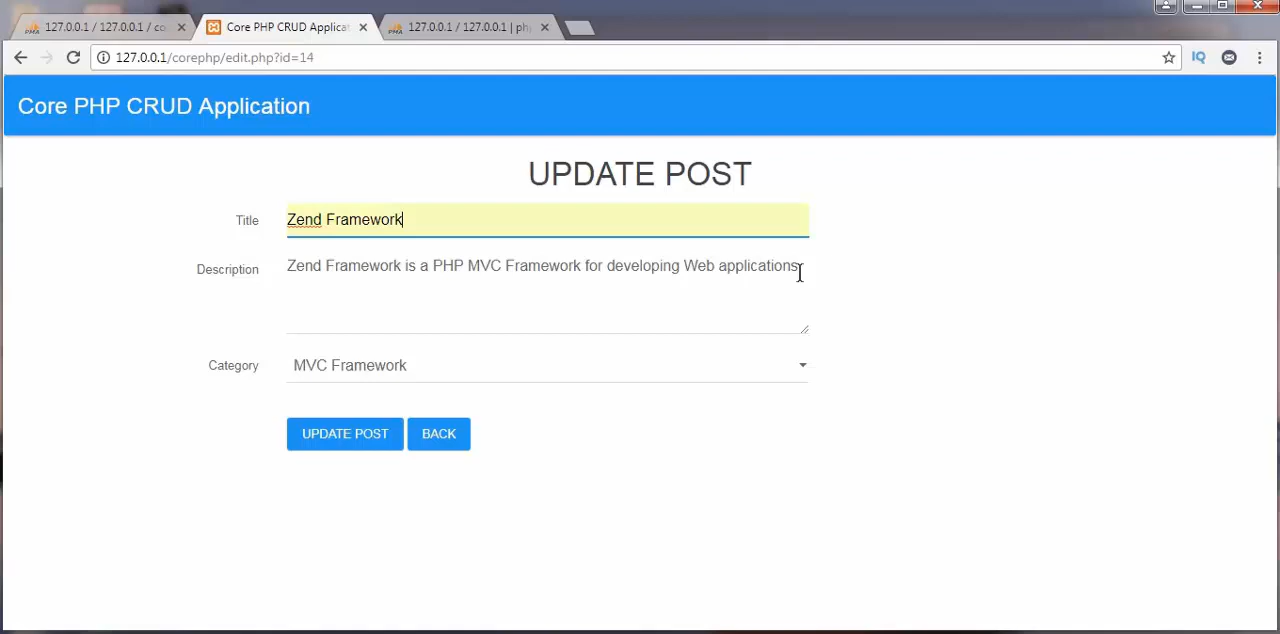 127.0.0.1 / 127.0.0.1 / co
Core PHP CRUD Applicat
127.0.0.1 / 127.0.0.1 | ph
127.0.0.1/corephp/edit.php?id=14
IQ
Core PHP CRUD Application
UPDATE POST
Title
Zend Framework
Description
Zend Framework is a PHP MVC Framework for developing Web applications
Category
MVC Framework
UPDATE POST
BACK